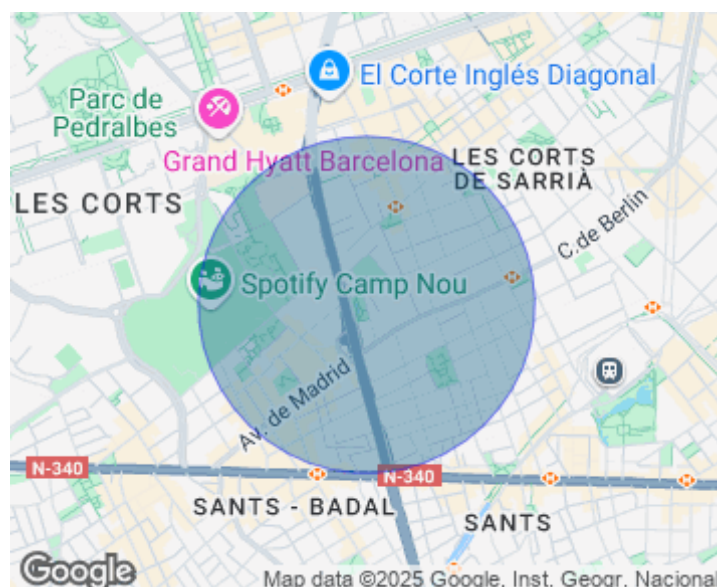 El Corte Inglés Diagonal
Parc de
Pedralbes
Grand Hyatt Barcelona
LES CORTS
DE SARRIÀ
LES CORTS
C. de Berlín
Spotify Camp Nou
Av. de Madrid
N-340
N-340
SANTS - BADAL
SANTS
Google
Map data ©2025 Google, Inst. Geogr. Nacional